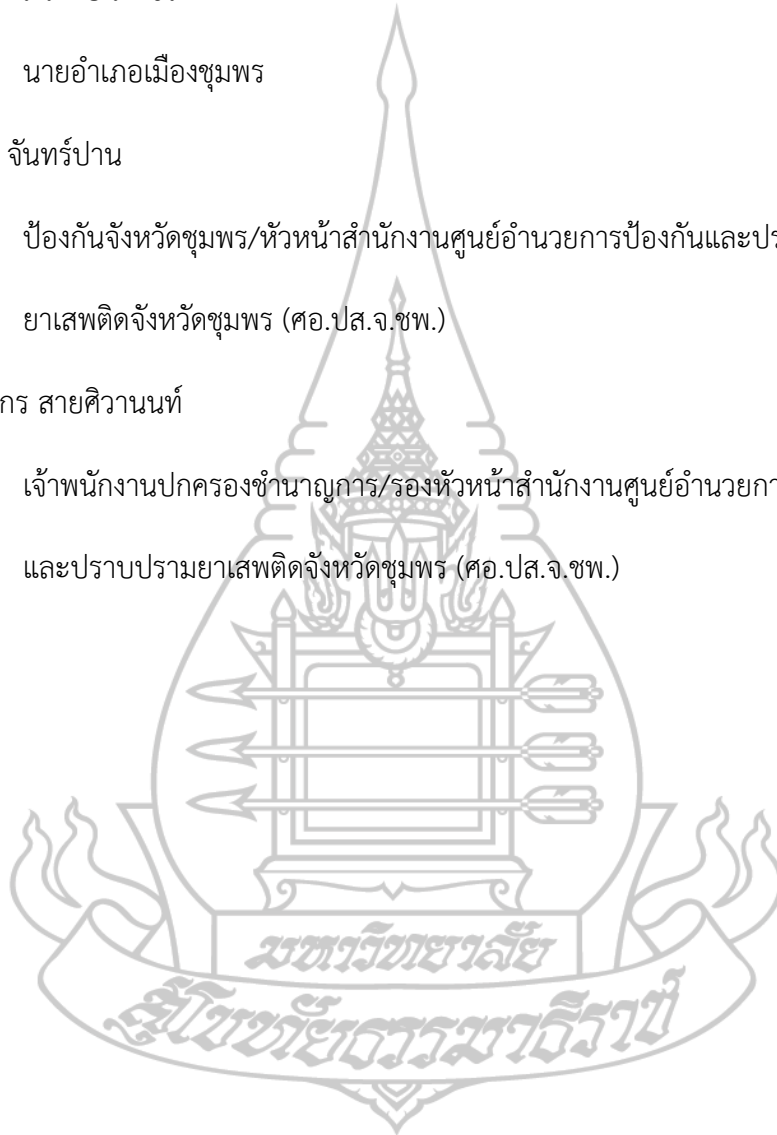 นายอำเภอเมืองชุมพร
จันทร์ปาน
ป้องกันจังหวัดชุมพร/หัวหน้าสำนักงานศูนย์อำนวยการป้องกันและปร
ยาเสพติดจังหวัดชุมพร (ศอ.ปส.จ.ชพ.)
กร สายศิวานนท์
เจ้าพนักงานปกครองชำนาญการ/รองหัวหน้าสำนักงานศูนย์อำนวยกา
และปราบปรามยาเสพติดจังหวัดชุมพร (ศอ.ปส.จ.ชพ.)
มหาวิทยาลัย
สุโขทัยธรรมาธิราช